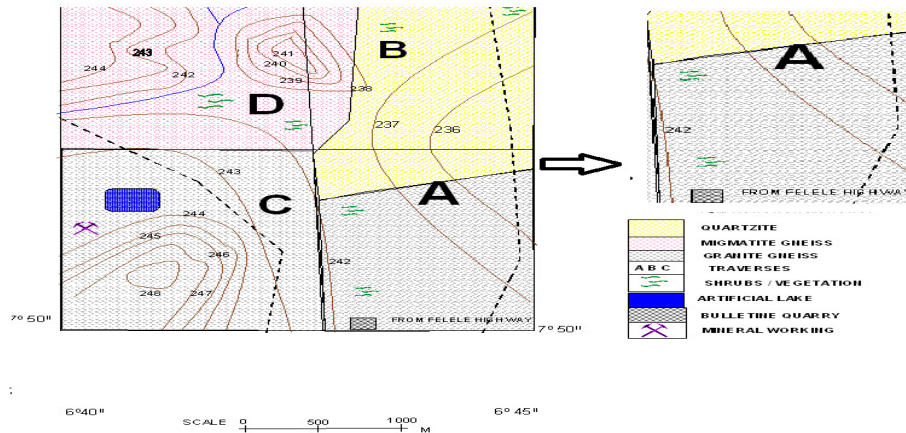 B
A
243
241
244
242
240
239
238
D
237
236
242
243
A
C
244
245
246
242
FROM FELELE HIGHWAY
QUARTZITE
MIGMATITE GNEISS
GRANITE GNEISS
A B C TRAVERSES
SHRUBS / VEGETATION
248
247
ARTIFICIAL LAKE
7° 50"
FROM FELELE HIGHWAY
7° 50"
BULLETINE QUARRY
MINERAL WORKING
:
6°40"
6° 45"
SCALE 0 500 1000 M